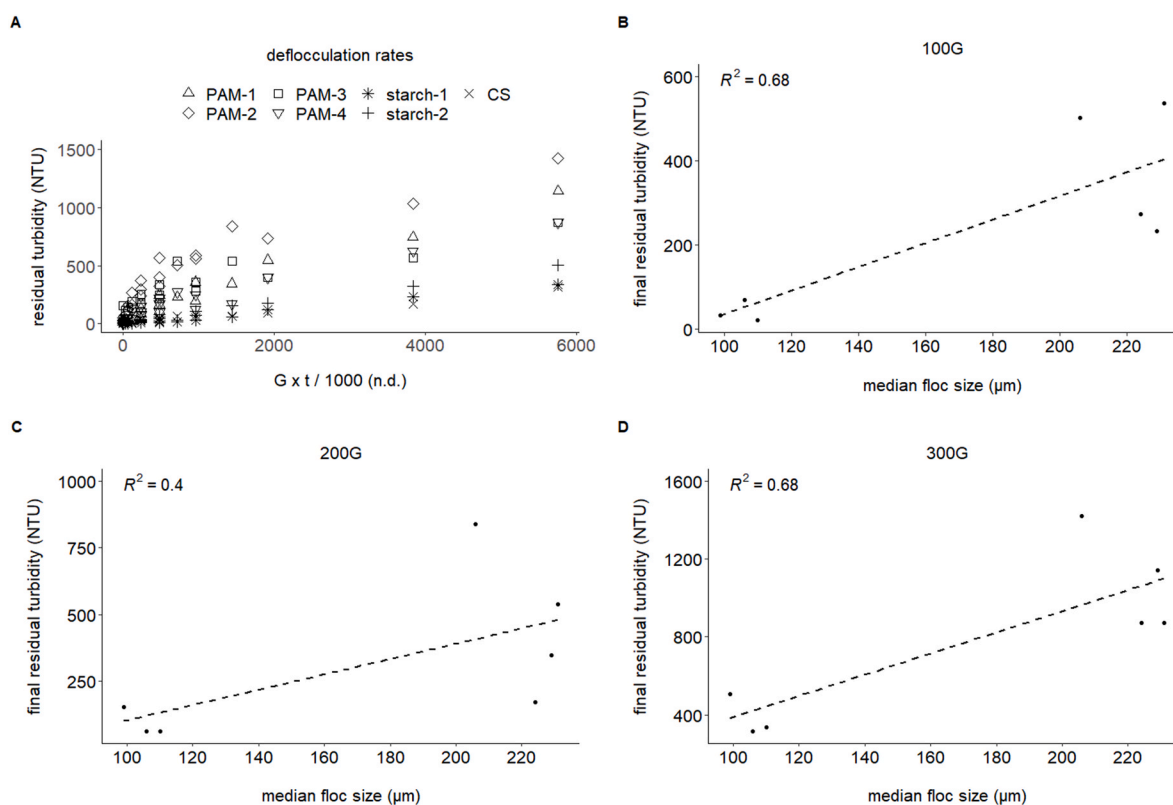 A
deflocculation rates
PAM-1 PAM-3 starch-1 CS
PAM-2 PAM-4 starch-2
residual turbidity (NTU)
1500
1000
500
0
0 2000 4000 6000
G x t / 1000 (n.d.)
B
100G
R² = 0.68
final residual turbidity (NTU)
600
400
200
0
100 120 140 160 180 200 220
median floc size (µm)
C
200G
R² = 0.4
final residual turbidity (NTU)
1000
750
500
250
100 120 140 160 180 200 220
median floc size (µm)
D
300G
R² = 0.68
final residual turbidity (NTU)
1600
1200
800
400
100 120 140 160 180 200 220
median floc size (µm)